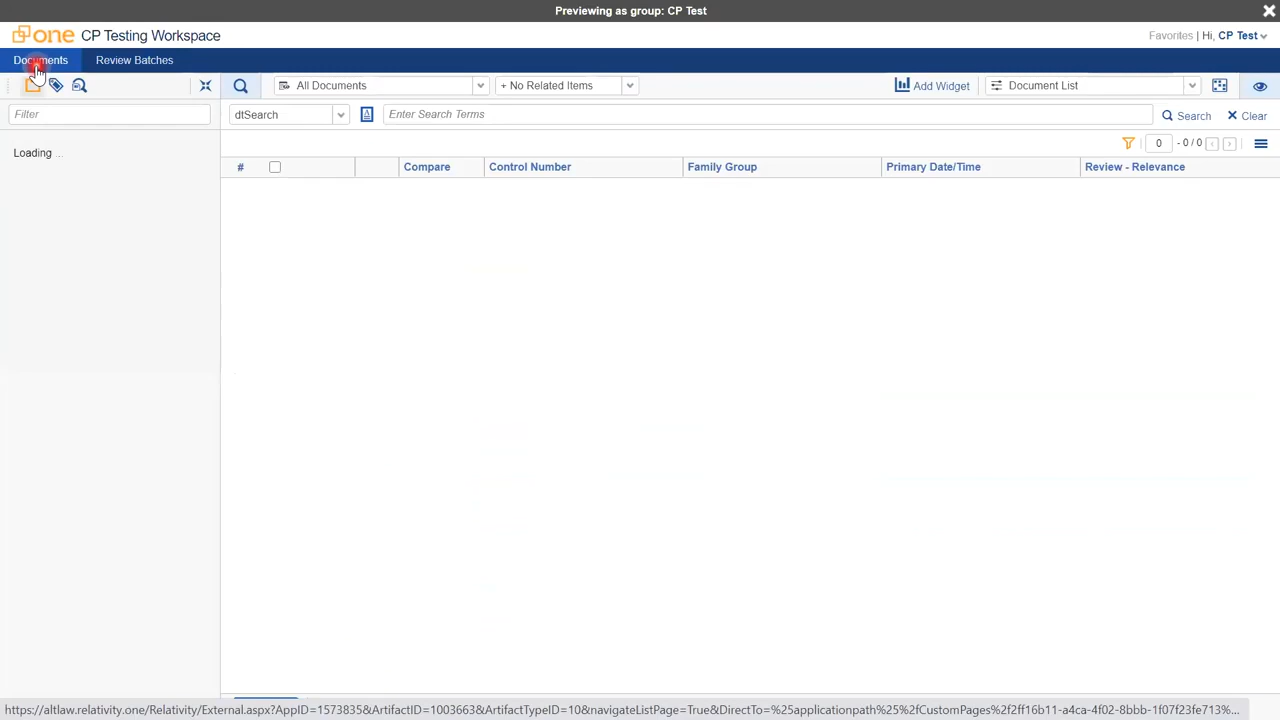 Previewing as group: CP Test
one CP Testing Workspace
Favorites | Hi, CP Test
Documents Review Batches
All Documents + No Related Items Add Widget Document List
Filter dtSearch Enter Search Terms Search Clear
Loading ...
0 - 0 / 0
# Compare Control Number Family Group Primary Date/Time Review - Relevance
https://altlaw.relativity.one/Relativity/External.aspx?AppID=1573835&ArtifactID=1003663&ArtifactTypeID=10&navigateListPage=True&DirectTo=%25applicationpath%25%2fCustomPages%2f2ff16b11-a4ca-4f02-8bbb-1f07f23fe713%...